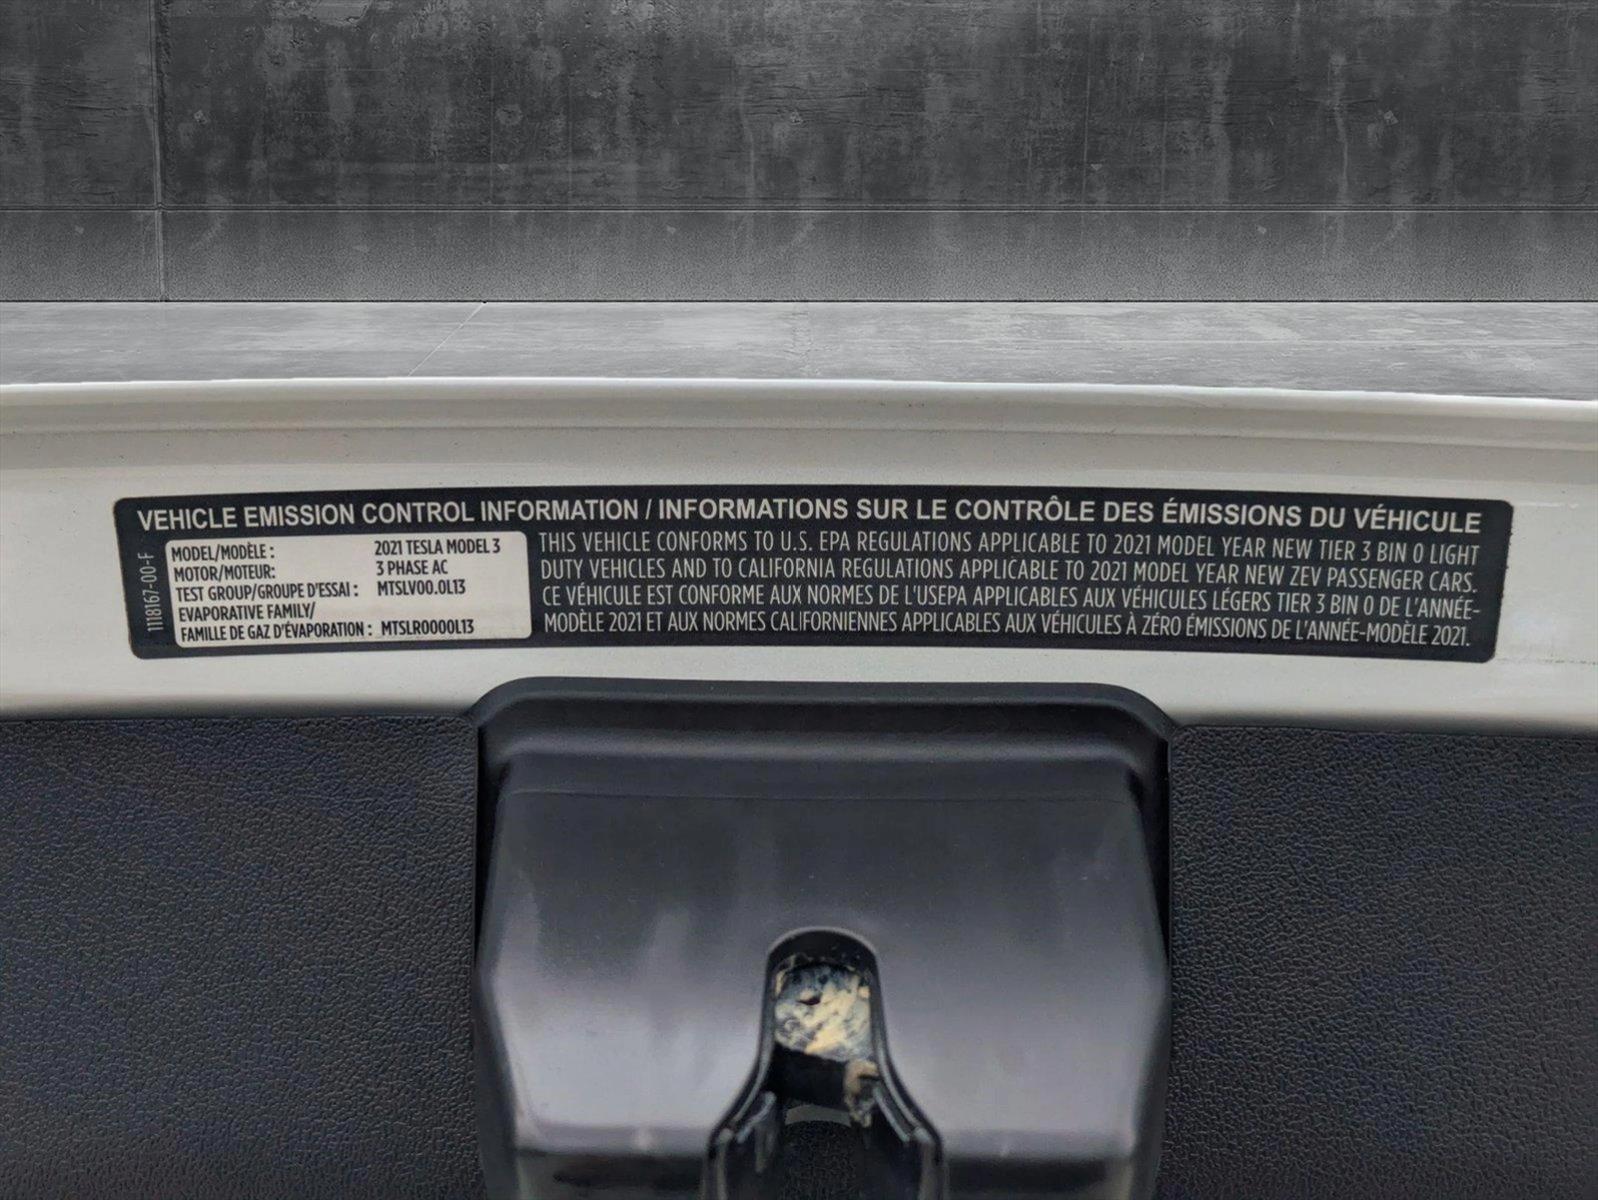 VEHICLE EMISSION CONTROL INFORMATION / INFORMATIONS SUR LE CONTRÔLE DES ÉMISSIONS DU VÉHICULE
1118167-00-F
MODEL/MODÈLE : 2021 TESLA MODEL 3
MOTOR/MOTEUR: 3 PHASE AC
TEST GROUP/GROUPE D'ESSAI : MTSLV00.0L13
EVAPORATIVE FAMILY/
FAMILLE DE GAZ D'ÉVAPORATION : MTSLR0000L13
THIS VEHICLE CONFORMS TO U.S. EPA REGULATIONS APPLICABLE TO 2021 MODEL YEAR NEW TIER 3 BIN 0 LIGHT
DUTY VEHICLES AND TO CALIFORNIA REGULATIONS APPLICABLE TO 2021 MODEL YEAR NEW ZEV PASSENGER CARS.
CE VÉHICULE EST CONFORME AUX NORMES DE L'USEPA APPLICABLES AUX VÉHICULES LÉGERS TIER 3 BIN 0 DE L'ANNÉE-
MODÈLE 2021 ET AUX NORMES CALIFORNIENNES APPLICABLES AUX VÉHICULES À ZÉRO ÉMISSIONS DE L'ANNÉE-MODÈLE 2021.